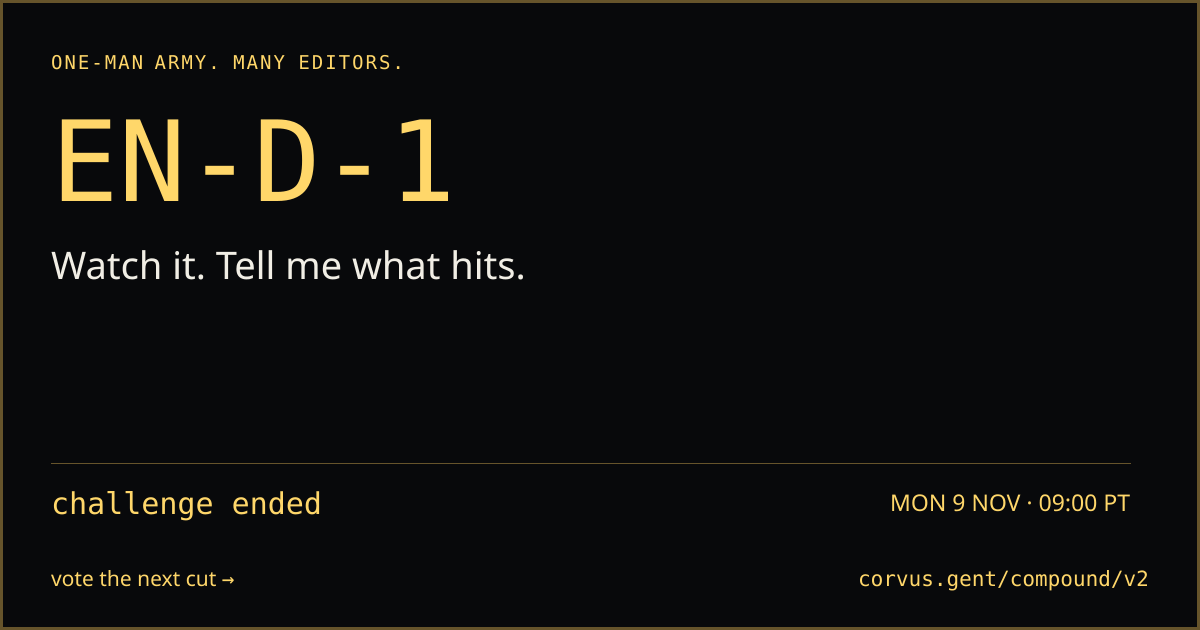 ONE-MAN ARMY. MANY EDITORS.
EN-D-1
Watch it. Tell me what hits.
challenge ended
MON 9 NOV · 09:00 PT
vote the next cut →
corvus.gent/compound/v2